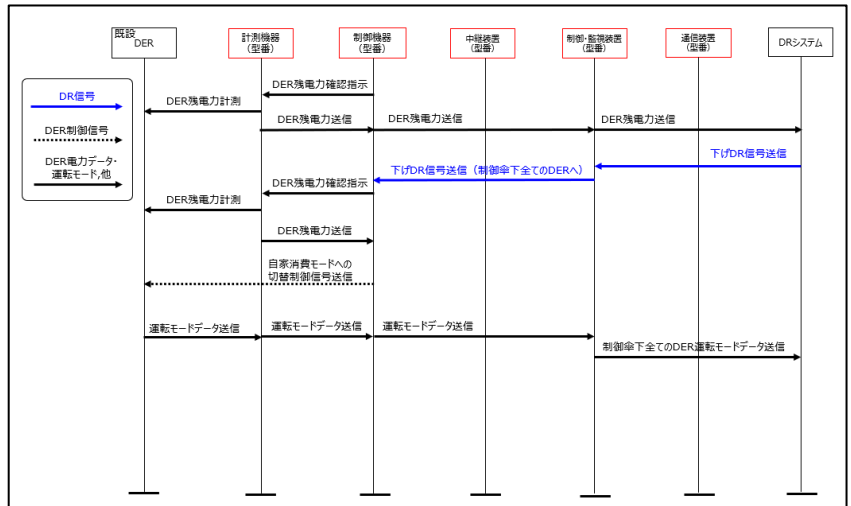 既設
DER
計測機器
(型番)
制御機器
(型番)
中継装置
(型番)
制御・監視装置
(型番)
通信装置
(型番)
DRシステム
DR信号
DER制御信号
DER電力データ・
運転モード,他
DER残電力確認指示
DER残電力計測
DER残電力送信
DER残電力送信
DER残電力送信
下げDR信号送信
下げDR信号送信（制御傘下全てのDERへ）
DER残電力確認指示
DER残電力計測
DER残電力送信
自家消費モードへの
切替制御信号送信
運転モードデータ送信
運転モードデータ送信
運転モードデータ送信
制御傘下全てのDER運転モードデータ送信